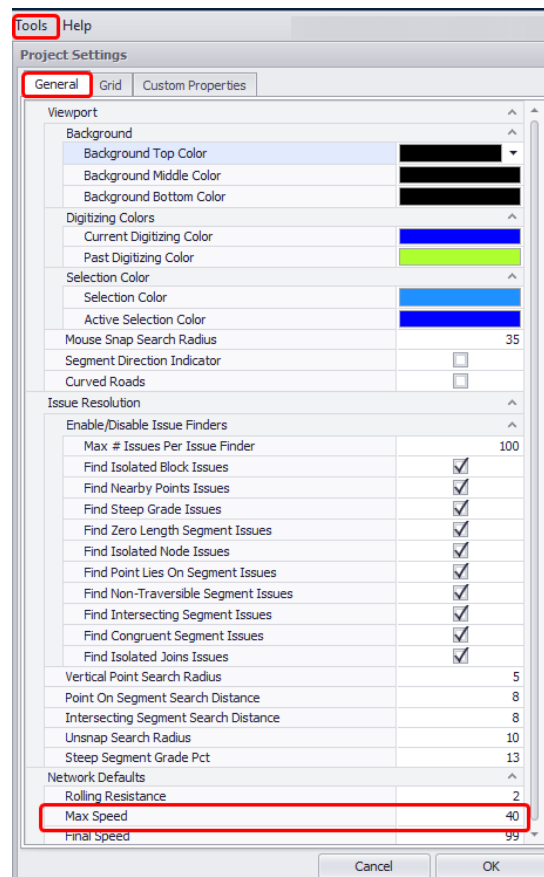 Tools Help
Project Settings
General Grid Custom Properties
Viewport
Background
Background Top Color
Background Middle Color
Background Bottom Color
Digitizing Colors
Current Digitizing Color
Past Digitizing Color
Selection Color
Selection Color
Active Selection Color
Mouse Snap Search Radius 35
Segment Direction Indicator
Curved Roads
Issue Resolution
Enable/Disable Issue Finders
Max # Issues Per Issue Finder 100
Find Isolated Block Issues
Find Nearby Points Issues
Find Steep Grade Issues
Find Zero Length Segment Issues
Find Isolated Node Issues
Find Point Lies On Segment Issues
Find Non-Traversible Segment Issues
Find Intersecting Segment Issues
Find Congruent Segment Issues
Find Isolated Joins Issues
Vertical Point Search Radius 5
Point On Segment Search Distance 8
Intersecting Segment Search Distance 8
Unsnap Search Radius 10
Steep Segment Grade Pct 13
Network Defaults
Rolling Resistance 2
Max Speed 40
Final Speed 99
Cancel OK